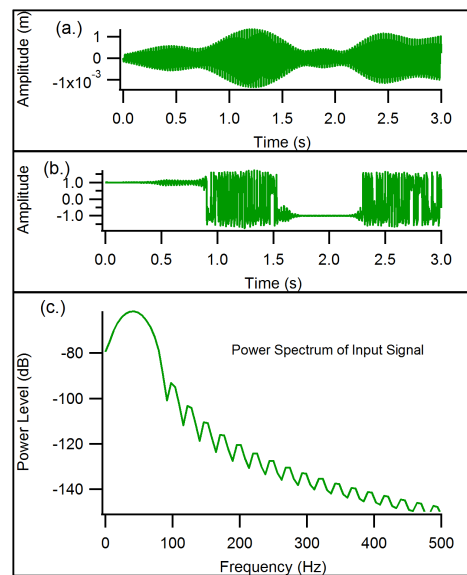 (a.)
Amplitude (m)
1
0
-1x10-3
0.0 0.5 1.0 1.5 2.0 2.5 3.0
Time (s)
(b.)
Amplitude
1.0
0.0
-1.0
0.0 0.5 1.0 1.5 2.0 2.5 3.0
Time (s)
(c.)
Power Spectrum of Input Signal
Power Level (dB)
-80
-100
-120
-140
0 100 200 300 400 500
Frequency (Hz)